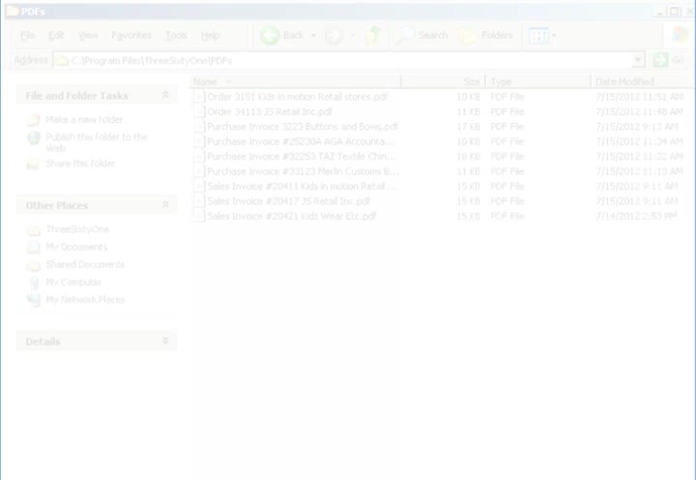 PDFs
File Edit View Favorites Tools Help
Back Search Folders
Address C:\Program Files\ThreeSixtyOne\PDFs Go
Name Size Type Date Modified
File and Folder Tasks
Make a new folder
Publish this folder to the
Web
Share this folder
Other Places
ThreeSixtyOne
My Documents
Shared Documents
My Computer
My Network Places
Details
Order 3151 Kids in motion Retail stores.pdf 10 KB PDF File 7/15/2012 11:51 AM
Order 34113 JS Retail Inc.pdf 11 KB PDF File 7/15/2012 11:48 AM
Purchase Invoice 3223 Buttons and Bows.pdf 17 KB PDF File 7/16/2012 9:13 AM
Purchase Invoice #25230A AGA Accounta... 10 KB PDF File 7/15/2012 11:34 AM
Purchase Invoice #32253 TAZ Textile Chin... 18 KB PDF File 7/15/2012 11:22 AM
Purchase Invoice #33123 Merlin Customs B... 11 KB PDF File 7/15/2012 11:13 AM
Sales Invoice #20411 Kids in motion Retail ... 15 KB PDF File 7/15/2012 9:11 AM
Sales Invoice #20417 JS Retail Inc.pdf 15 KB PDF File 7/15/2012 9:11 AM
Sales Invoice #20421 Kidz Wear Etc.pdf 15 KB PDF File 7/14/2012 2:53 PM